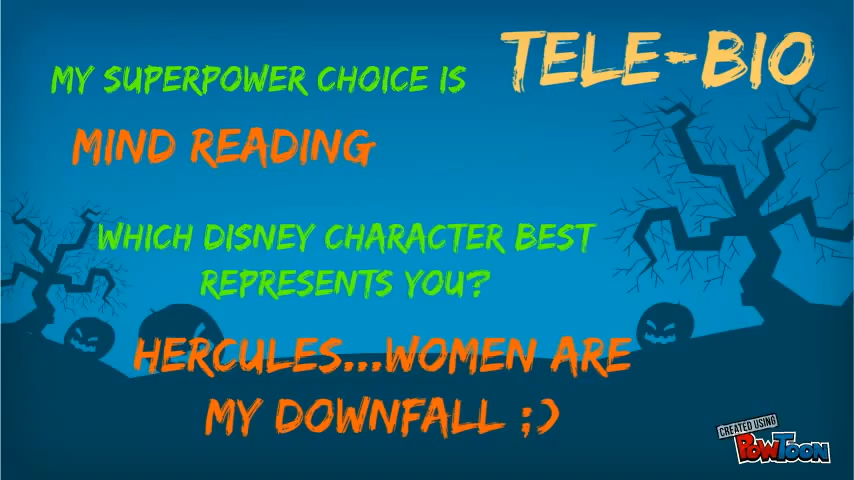 TELE-BIO
MY SUPERPOWER CHOICE IS
MIND READING
WHICH DISNEY CHARACTER BEST
REPRESENTS YOU?
HERCULES...WOMEN ARE
MY DOWNFALL ;)
CREATED USING
POWTOON